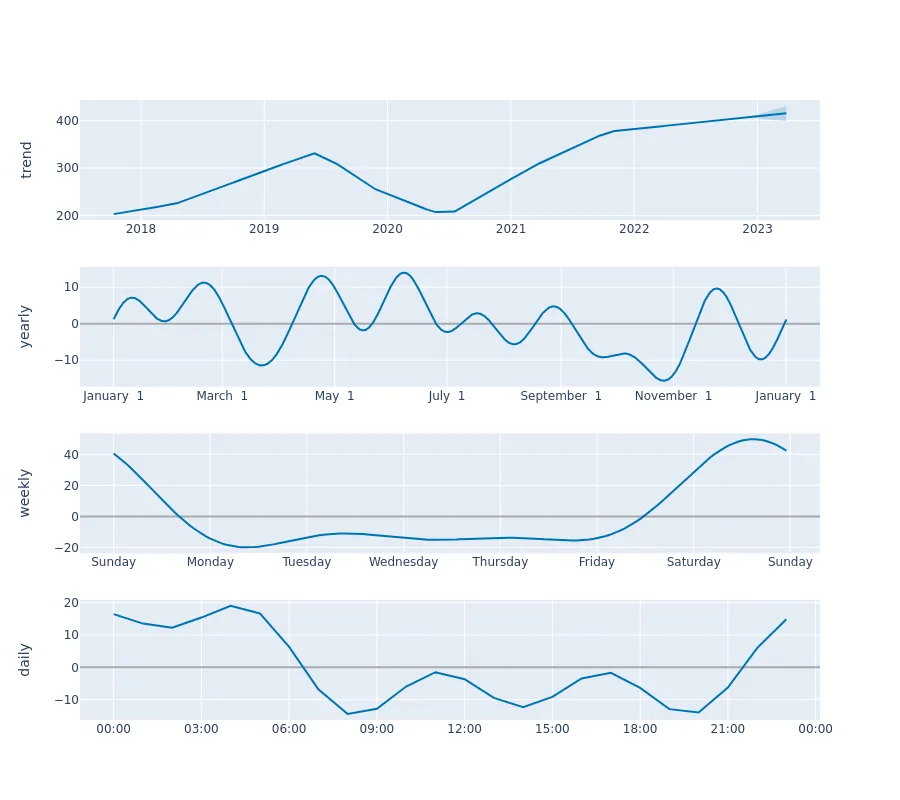 trend
400
300
200
2018 2019 2020 2021 2022 2023
yearly
10
0
−10
January 1 March 1 May 1 July 1 September 1 November 1 January 1
weekly
40
20
0
−20
Sunday Monday Tuesday Wednesday Thursday Friday Saturday Sunday
daily
20
10
0
−10
00:00 03:00 06:00 09:00 12:00 15:00 18:00 21:00 00:00